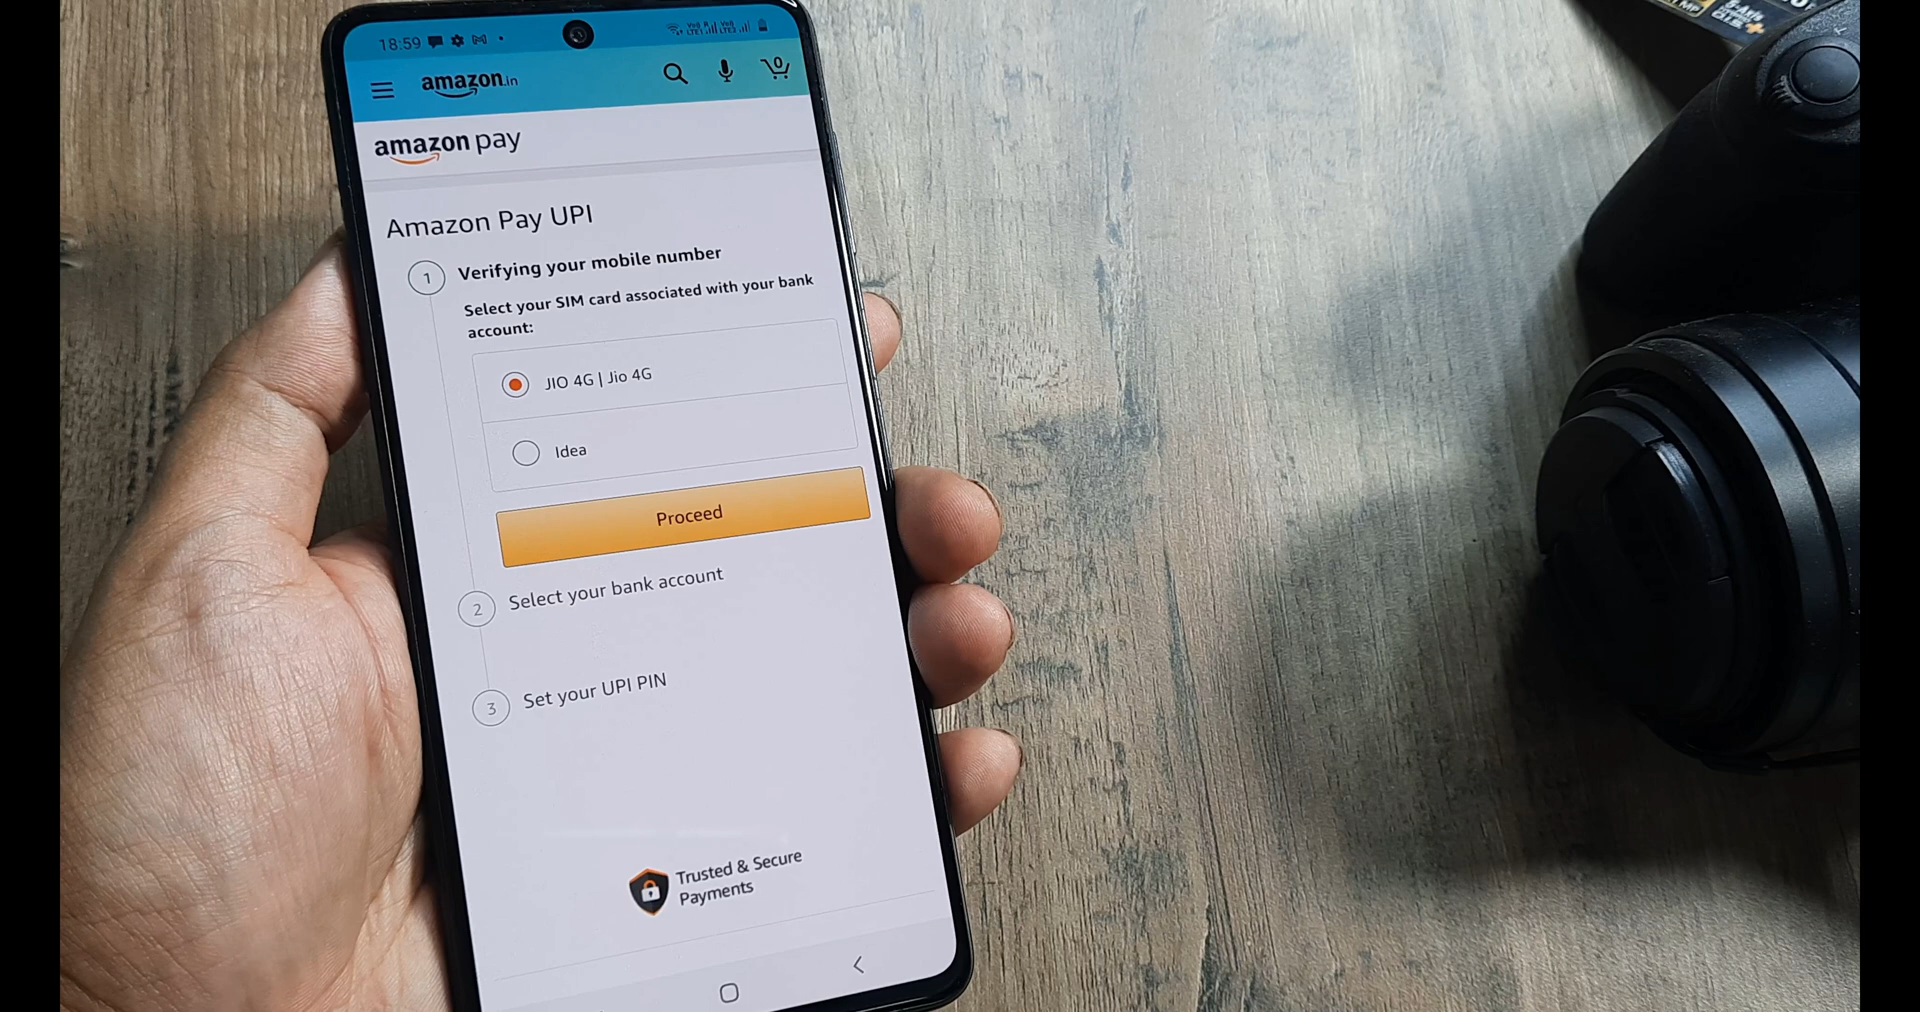 18:59
amazon.in
0
amazon pay
Amazon Pay UPI
1 Verifying your mobile number
Select your SIM card associated with your bank
account:
JIO 4G | Jio 4G
Idea
Proceed
2 Select your bank account
3 Set your UPI PIN
Trusted & Secure
Payments